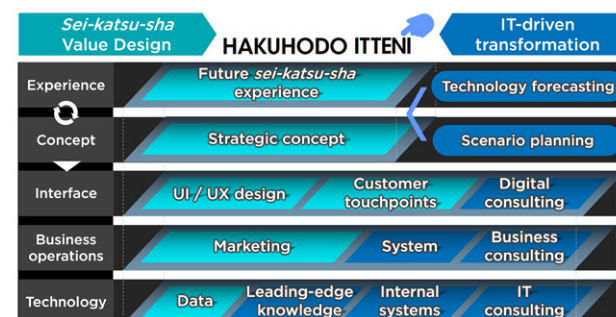 Sei-katsu-sha
Value Design
HAKUHODO ITTENI
IT-driven
transformation
Experience
Future sei-katsu-sha
experience
Technology forecasting
Concept
Strategic concept
Scenario planning
Interface
UI / UX design
Customer
touchpoints
Digital
consulting
Business
operations
Marketing
System
Business
consulting
Technology
Data
Leading-edge
knowledge
Internal
systems
IT
consulting